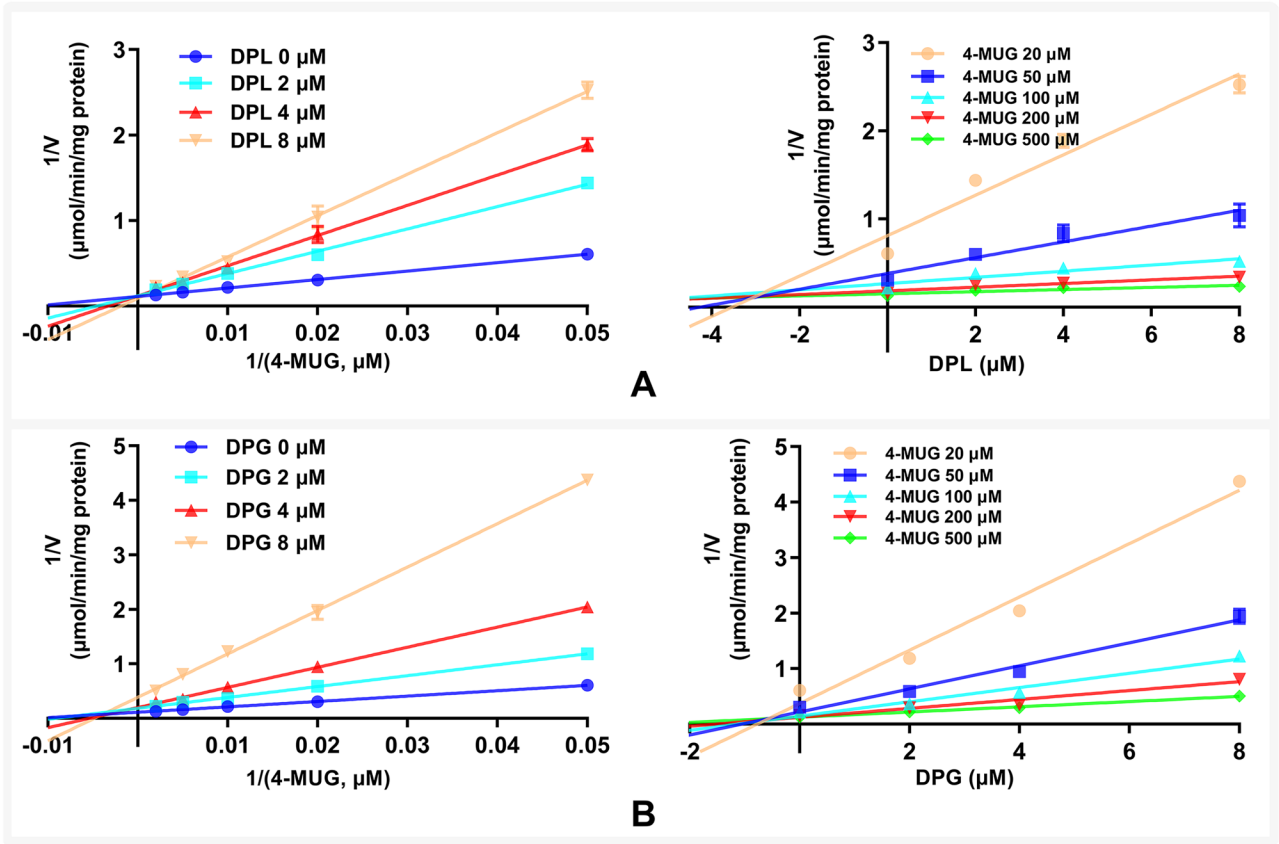 3
2
1
1/V
(µmol/min/mg protein)
DPL 0 µM
DPL 2 µM
DPL 4 µM
DPL 8 µM
-0.01 0.01 0.02 0.03 0.04 0.05
1/(4-MUG, µM)
3
2
1
1/V
(µmol/min/mg protein)
4-MUG 20 µM
4-MUG 50 µM
4-MUG 100 µM
4-MUG 200 µM
4-MUG 500 µM
-4 -2 2 4 6 8
DPL (µM)
A
5
4
3
2
1
1/V
(µmol/min/mg protein)
DPG 0 µM
DPG 2 µM
DPG 4 µM
DPG 8 µM
-0.01 0.01 0.02 0.03 0.04 0.05
1/(4-MUG, µM)
5
4
3
2
1
1/V
(µmol/min/mg protein)
4-MUG 20 µM
4-MUG 50 µM
4-MUG 100 µM
4-MUG 200 µM
4-MUG 500 µM
-2 2 4 6 8
DPG (µM)
B